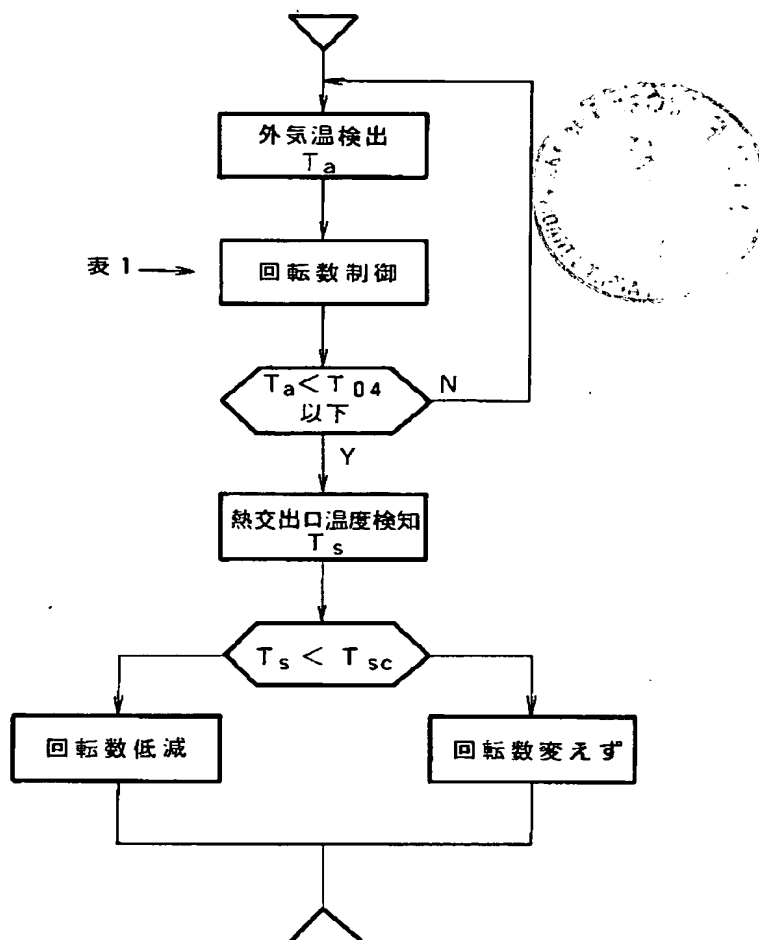 外気温検出
Ta
表1
回転数制御
Ta<T04
以下
N
Y
熱交出口温度検知
Ts
Ts < Tsc
回転数低減
回転数変えず